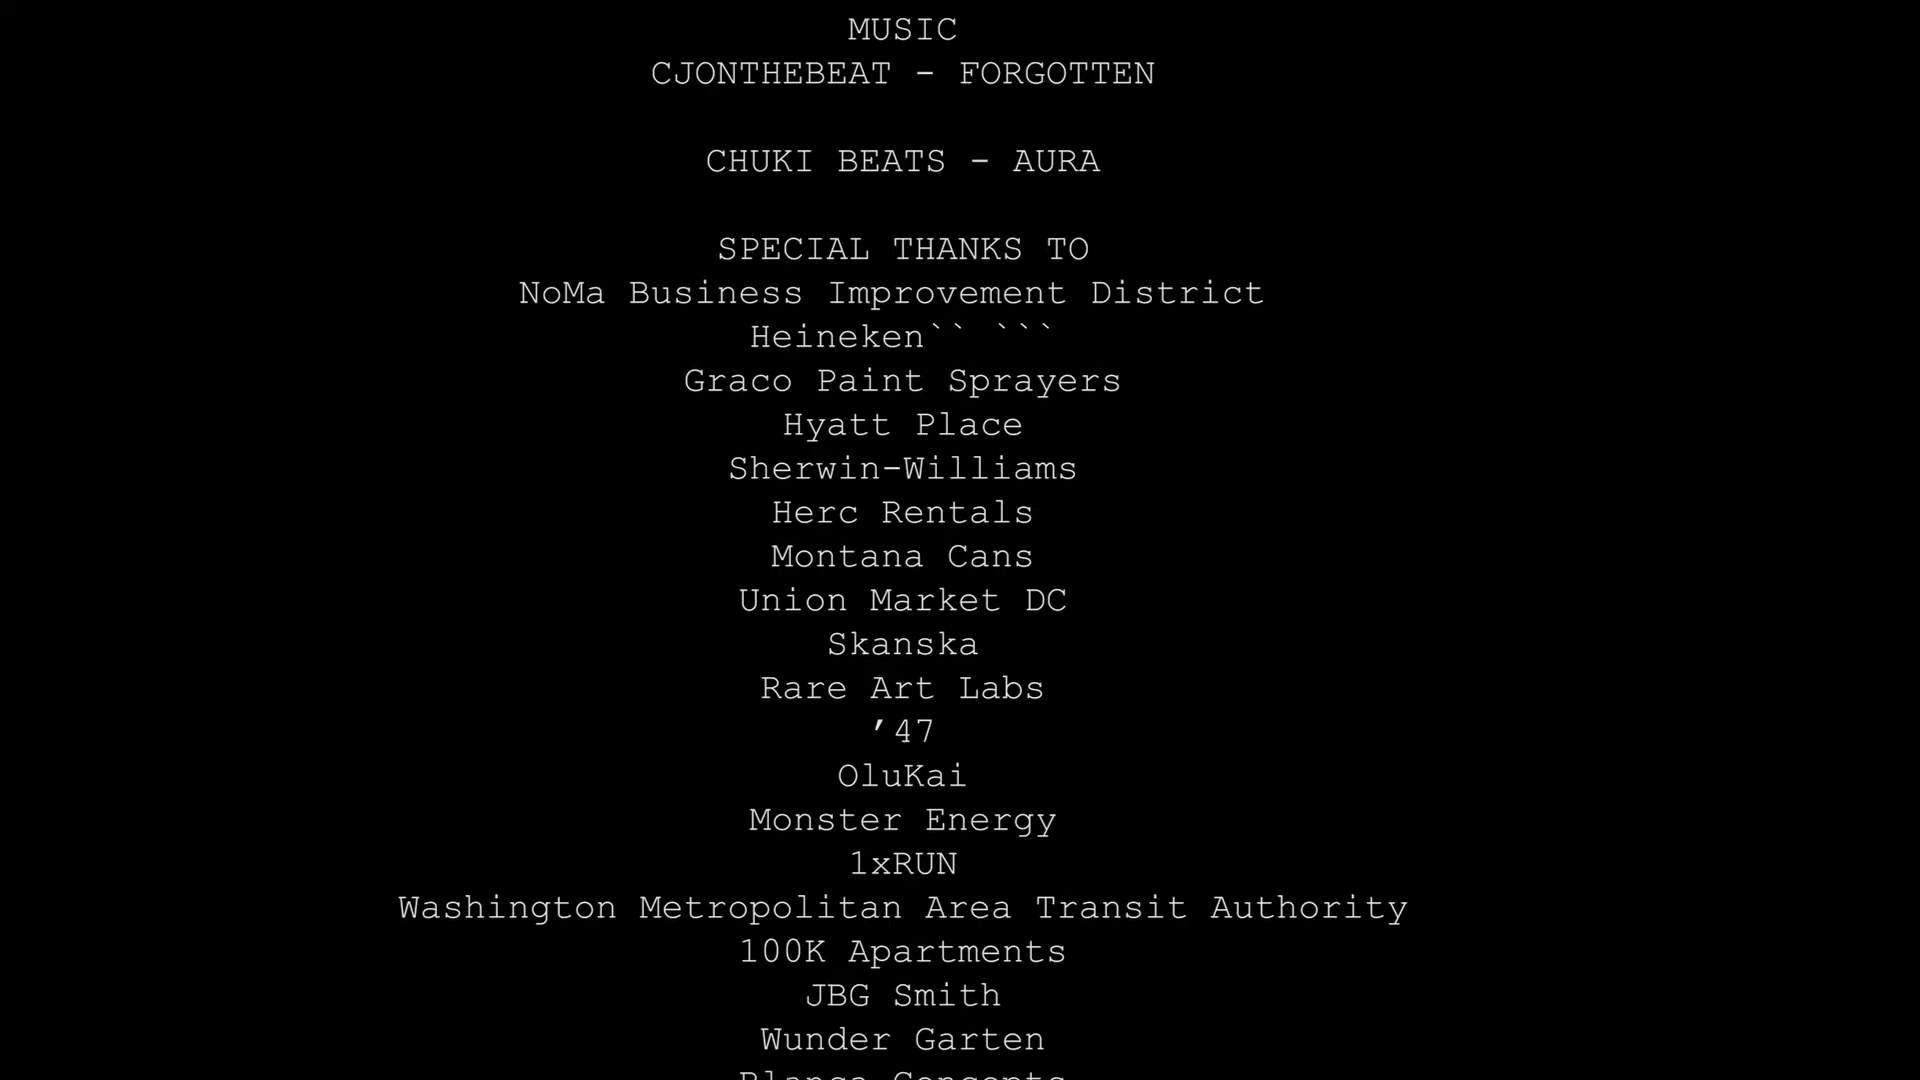 MUSIC
CJONTHEBEAT - FORGOTTEN
CHUKI BEATS - AURA
SPECIAL THANKS TO
NoMa Business Improvement District
Heineken`` ```
Graco Paint Sprayers
Hyatt Place
Sherwin-Williams
Herc Rentals
Montana Cans
Union Market DC
Skanska
Rare Art Labs
’47
OluKai
Monster Energy
1xRUN
Washington Metropolitan Area Transit Authority
100K Apartments
JBG Smith
Wunder Garten